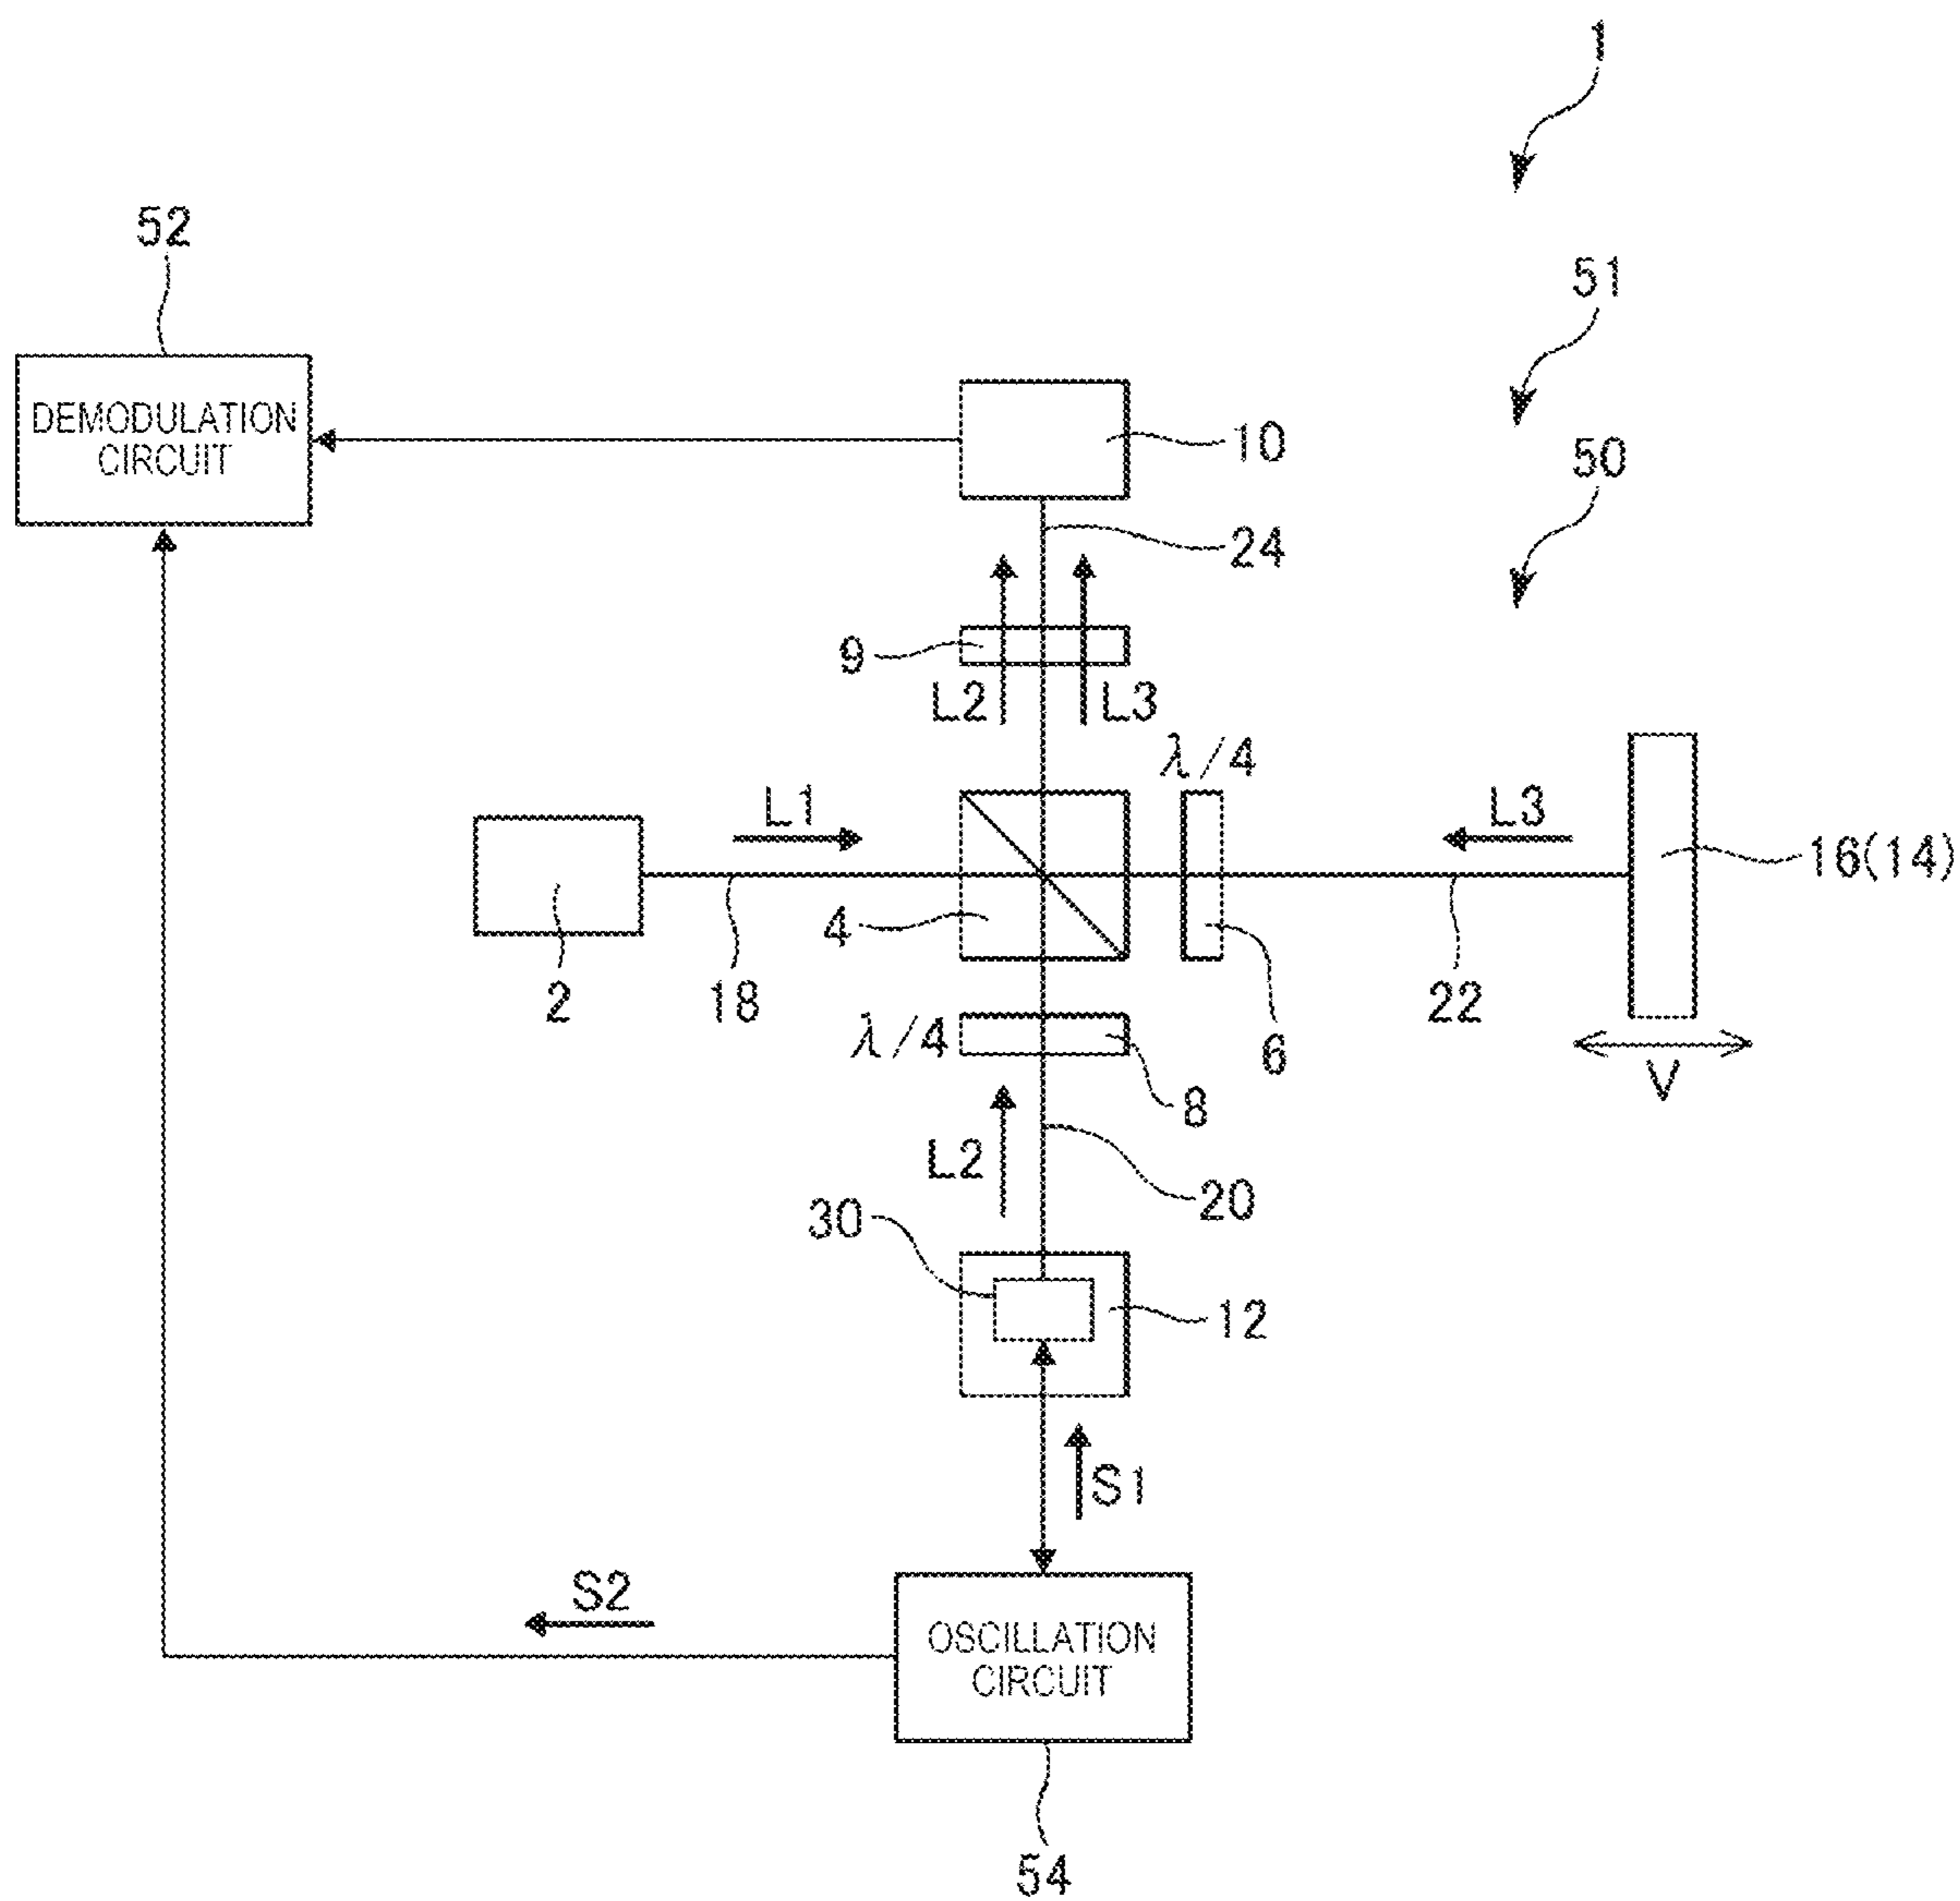 1
51
52
DEMODULATION
CIRCUIT
10
50
24
9
L2
L3
λ/4
L1
L3
16(14)
4
2
18
22
λ/4
6
8
V
L2
20
30
12
S1
S2
OSCILLATION
CIRCUIT
54